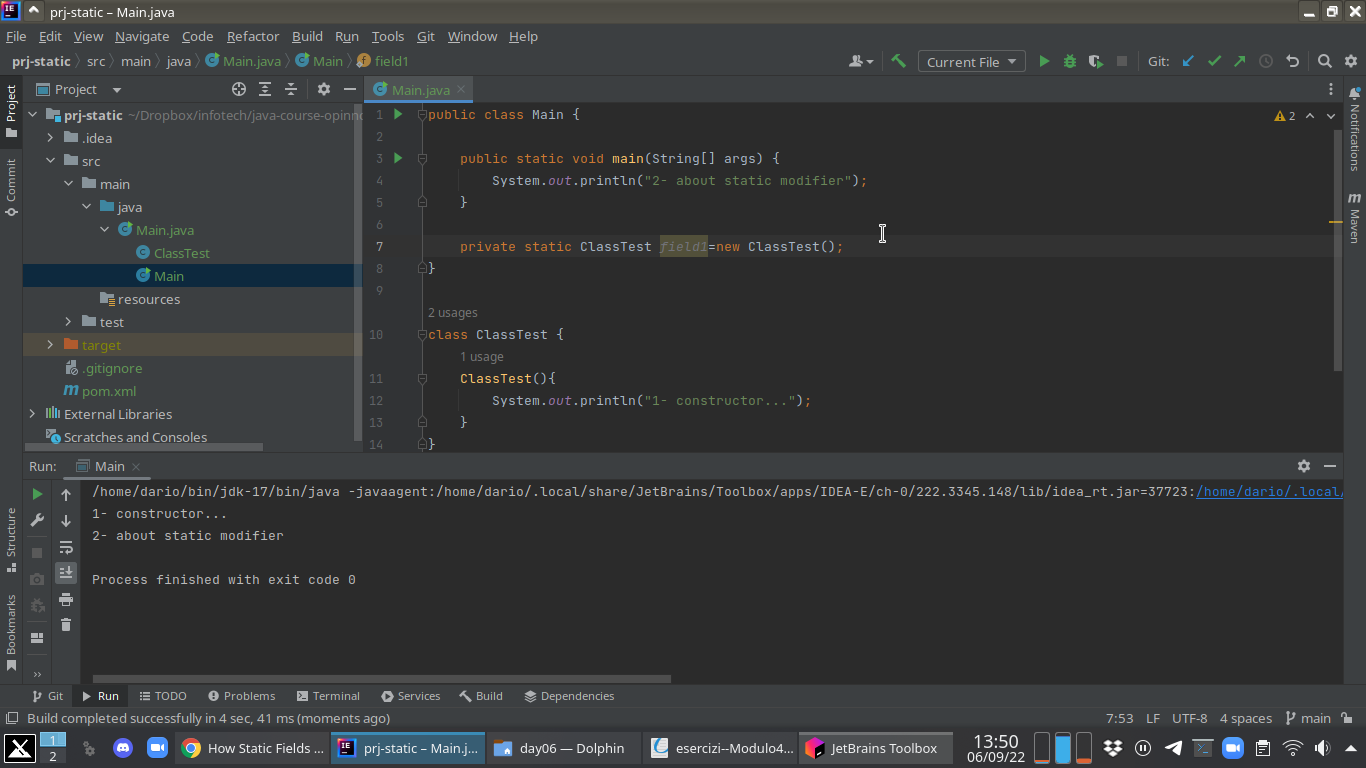 prj-static – Main.java
File Edit View Navigate Code Refactor Build Run Tools Git Window Help
prj-static src main java Main.java Main field1
Current File
Git:
Project
Main.java
prj-static ~/Dropbox/infotech/java-course-opinn
.idea
src
main
java
Main.java
ClassTest
Main
resources
test
target
.gitignore
pom.xml
External Libraries
Scratches and Consoles
Project
Commit
Structure
Bookmarks
Notifications
Maven
2
1 public class Main {
2
3 public static void main(String[] args) {
4 System.out.println("2- about static modifier");
5 }
6
7 private static ClassTest field1=new ClassTest();
8 }
9
2 usages
10 class ClassTest {
1 usage
11 ClassTest(){
12 System.out.println("1- constructor...");
13 }
14 }
Run: Main
/home/dario/bin/jdk-17/bin/java -javaagent:/home/dario/.local/share/JetBrains/Toolbox/apps/IDEA-E/ch-0/222.3345.148/lib/idea_rt.jar=37723:/home/dario/.local/
1- constructor...
2- about static modifier
Process finished with exit code 0
Git Run TODO Problems Terminal Services Build Dependencies
Build completed successfully in 4 sec, 41 ms (moments ago)
7:53 LF UTF-8 4 spaces main
1
2
How Static Fields ...
prj-static – Main.j...
day06 — Dolphin
esercizi--Modulo4...
JetBrains Toolbox
13:50
06/09/22